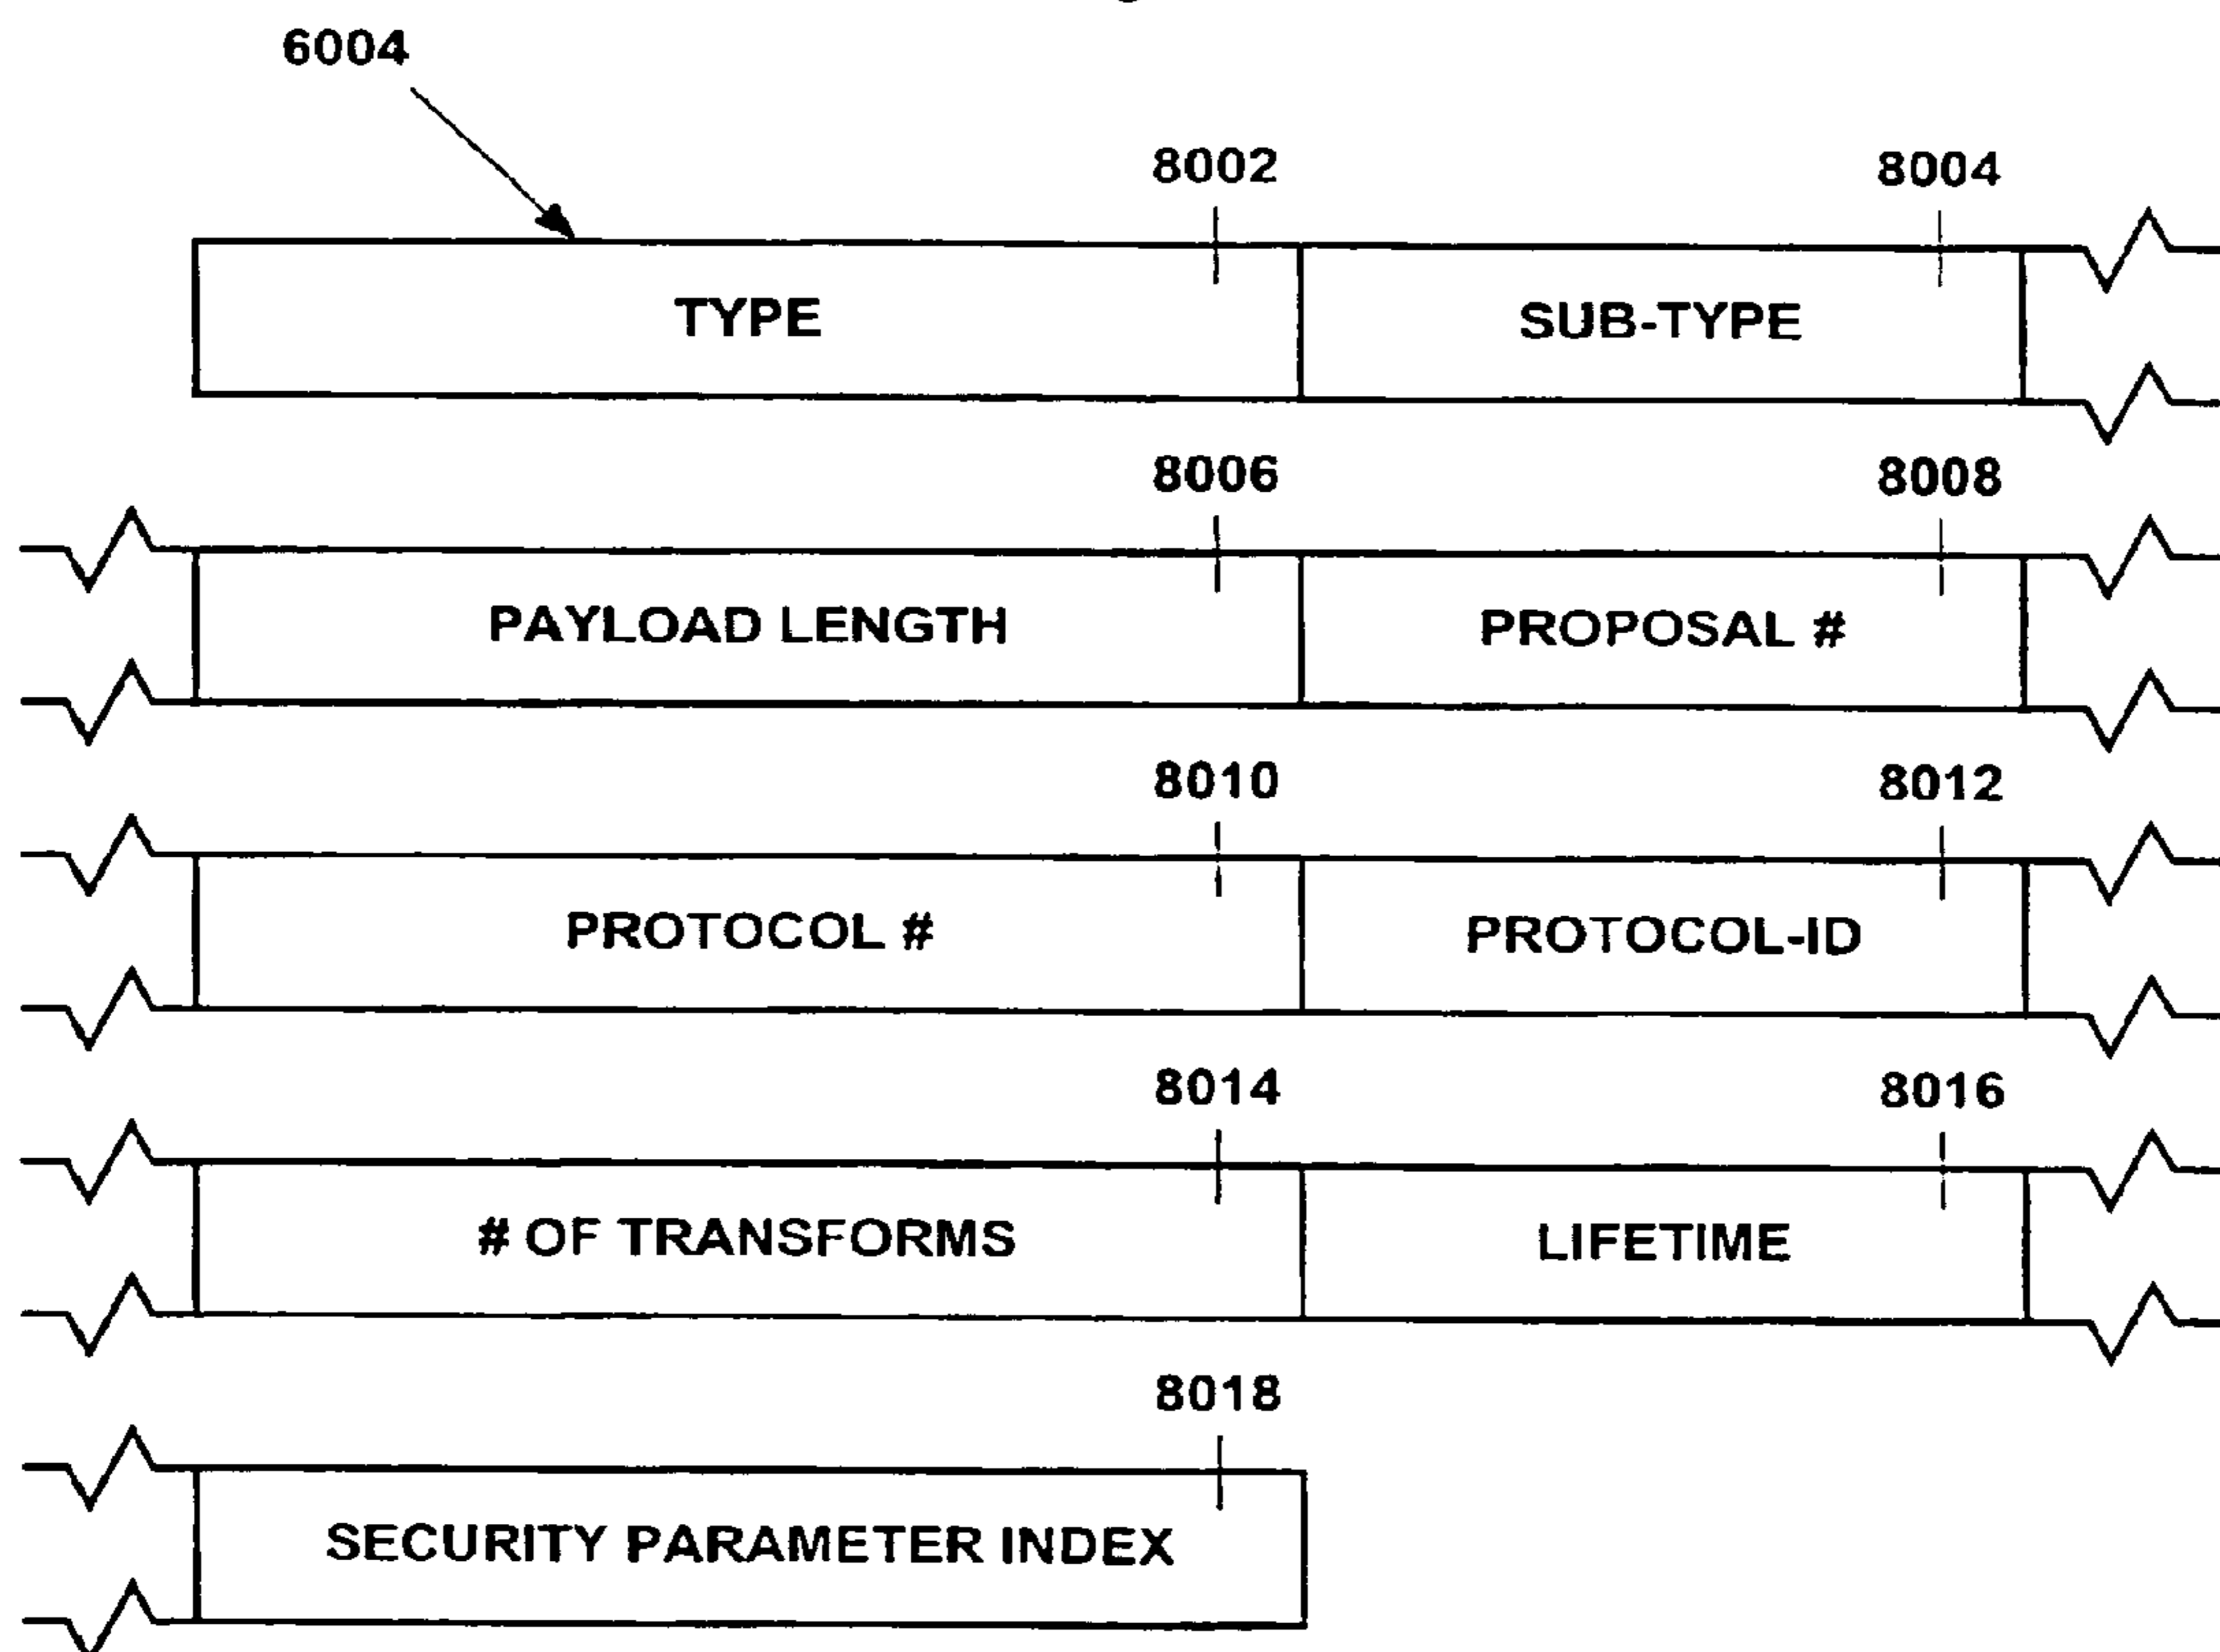 6004
8002 8004
TYPE SUB-TYPE
8006 8008
PAYLOAD LENGTH PROPOSAL #
8010 8012
PROTOCOL # PROTOCOL-ID
8014 8016
# OF TRANSFORMS LIFETIME
8018
SECURITY PARAMETER INDEX